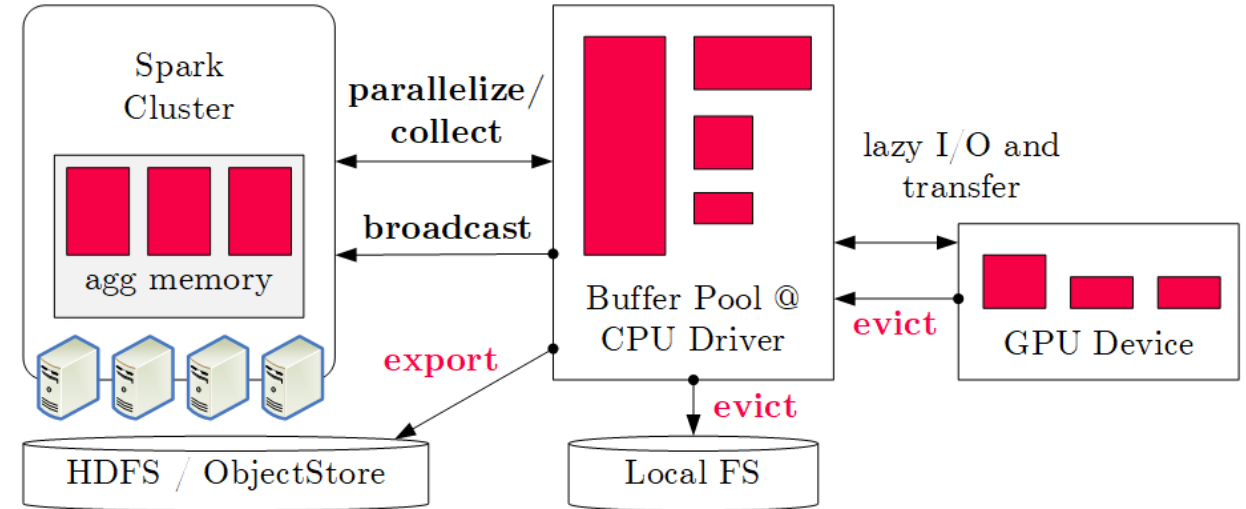 Spark
Cluster
agg memory
parallelize/
collect
broadcast
export
HDFS / ObjectStore
Buffer Pool @
CPU Driver
evict
Local FS
lazy I/O and
transfer
evict
GPU Device